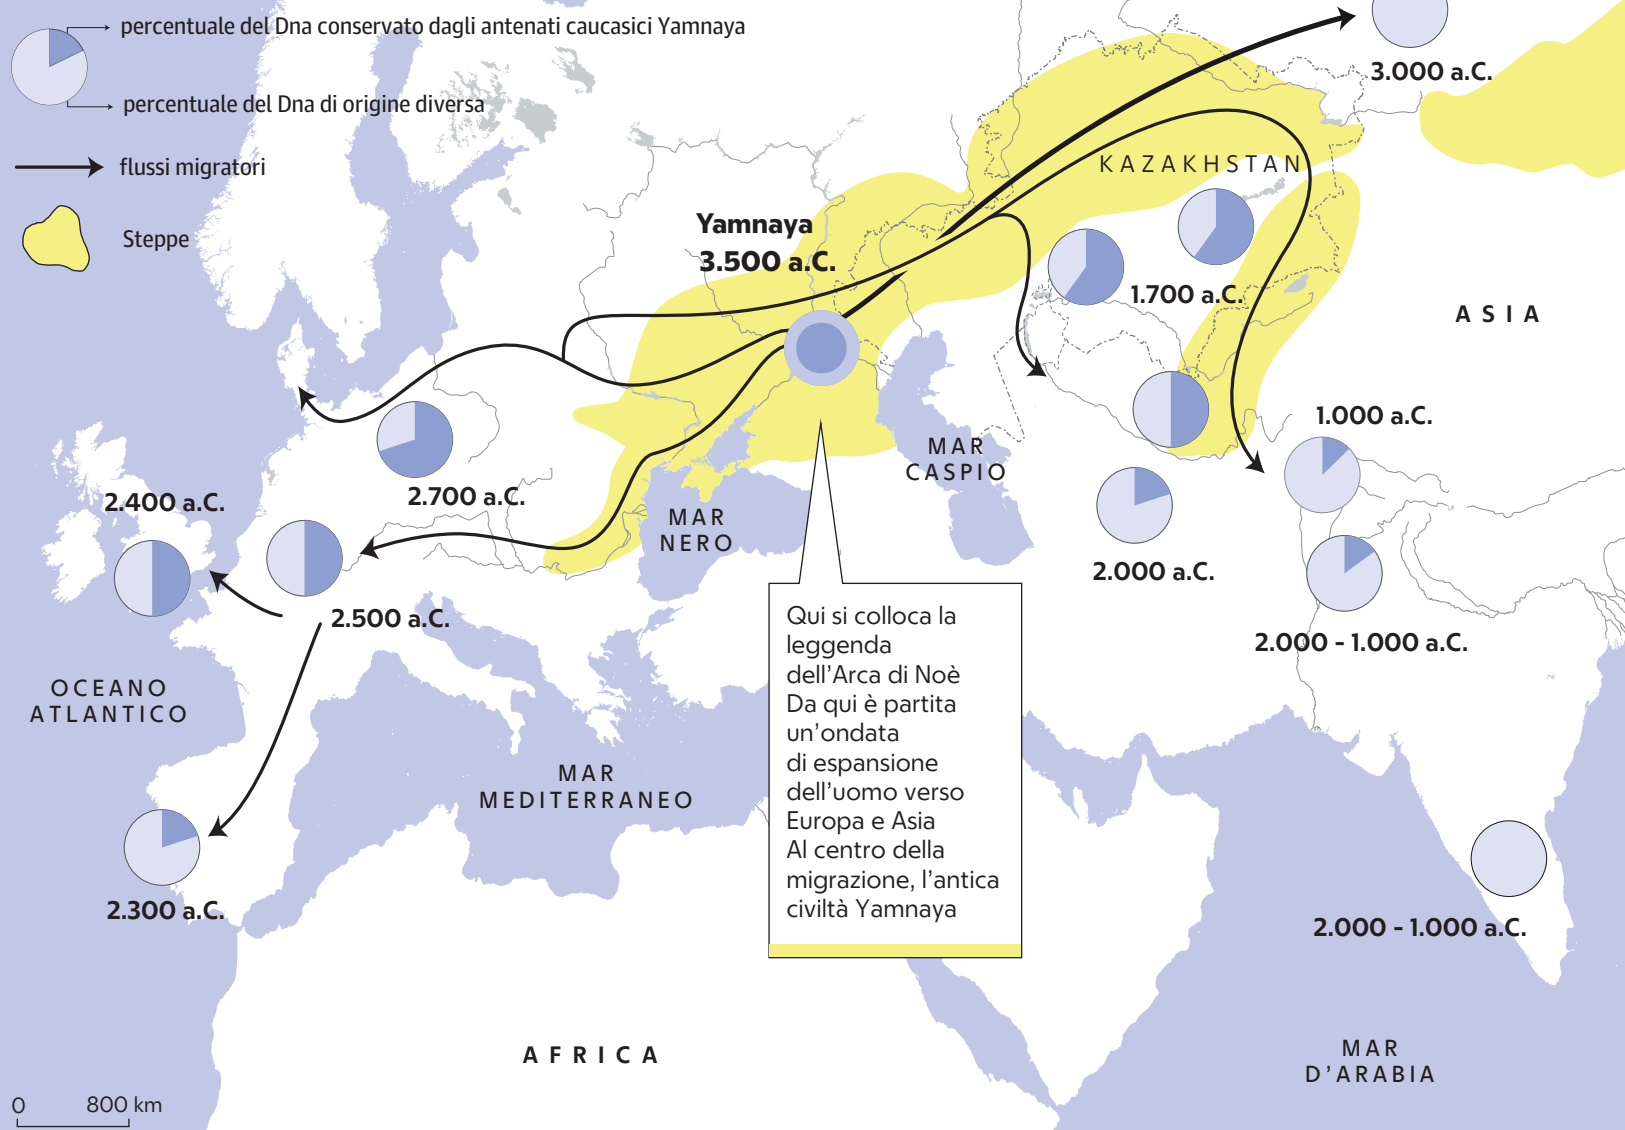 percentuale del Dna conservato dagli antenati caucasici Yamnaya
percentuale del Dna di origine diversa
flussi migratori
Steppe
3.000 a.C.
KAZAKHSTAN
Yamnaya
3.500 a.C.
1.700 a.C.
ASIA
1.000 a.C.
MAR
CASPIO
2.400 a.C.
2.700 a.C.
MAR
NERO
2.000 a.C.
2.500 a.C.
2.000 - 1.000 a.C.
Qui si colloca la
leggenda
dell'Arca di Noè
Da qui è partita
un'ondata
di espansione
dell'uomo verso
Europa e Asia
Al centro della
migrazione, l'antica
civiltà Yamnaya
OCEANO
ATLANTICO
MAR
MEDITERRANEO
2.300 a.C.
2.000 - 1.000 a.C.
AFRICA
MAR
D'ARABIA
0 800 km